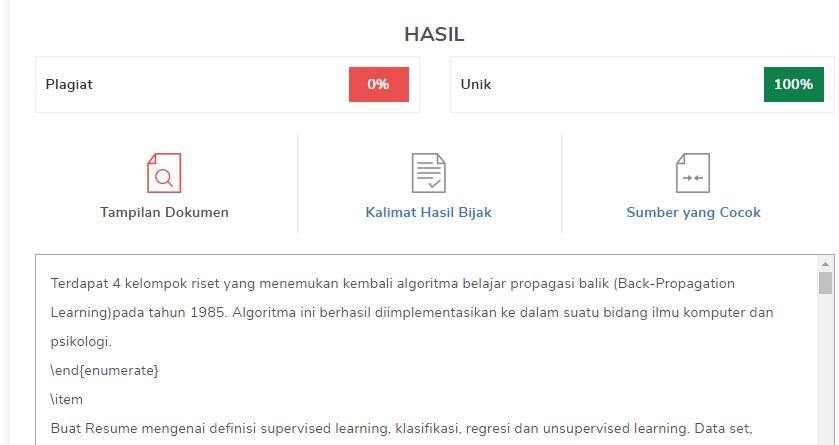 HASIL
Plagiat 0% Unik 100%
Tampilan Dokumen Kalimat Hasil Bijak Sumber yang Cocok
Terdapat 4 kelompok riset yang menemukan kembali algoritma belajar propagasi balik (Back-Propagation
Learning)pada tahun 1985. Algoritma ini berhasil diimplementasikan ke dalam suatu bidang ilmu komputer dan
psikologi.
\end{enumerate}
\item
Buat Resume mengenai definisi supervised learning, klasifikasi, regresi dan unsupervised learning. Data set,